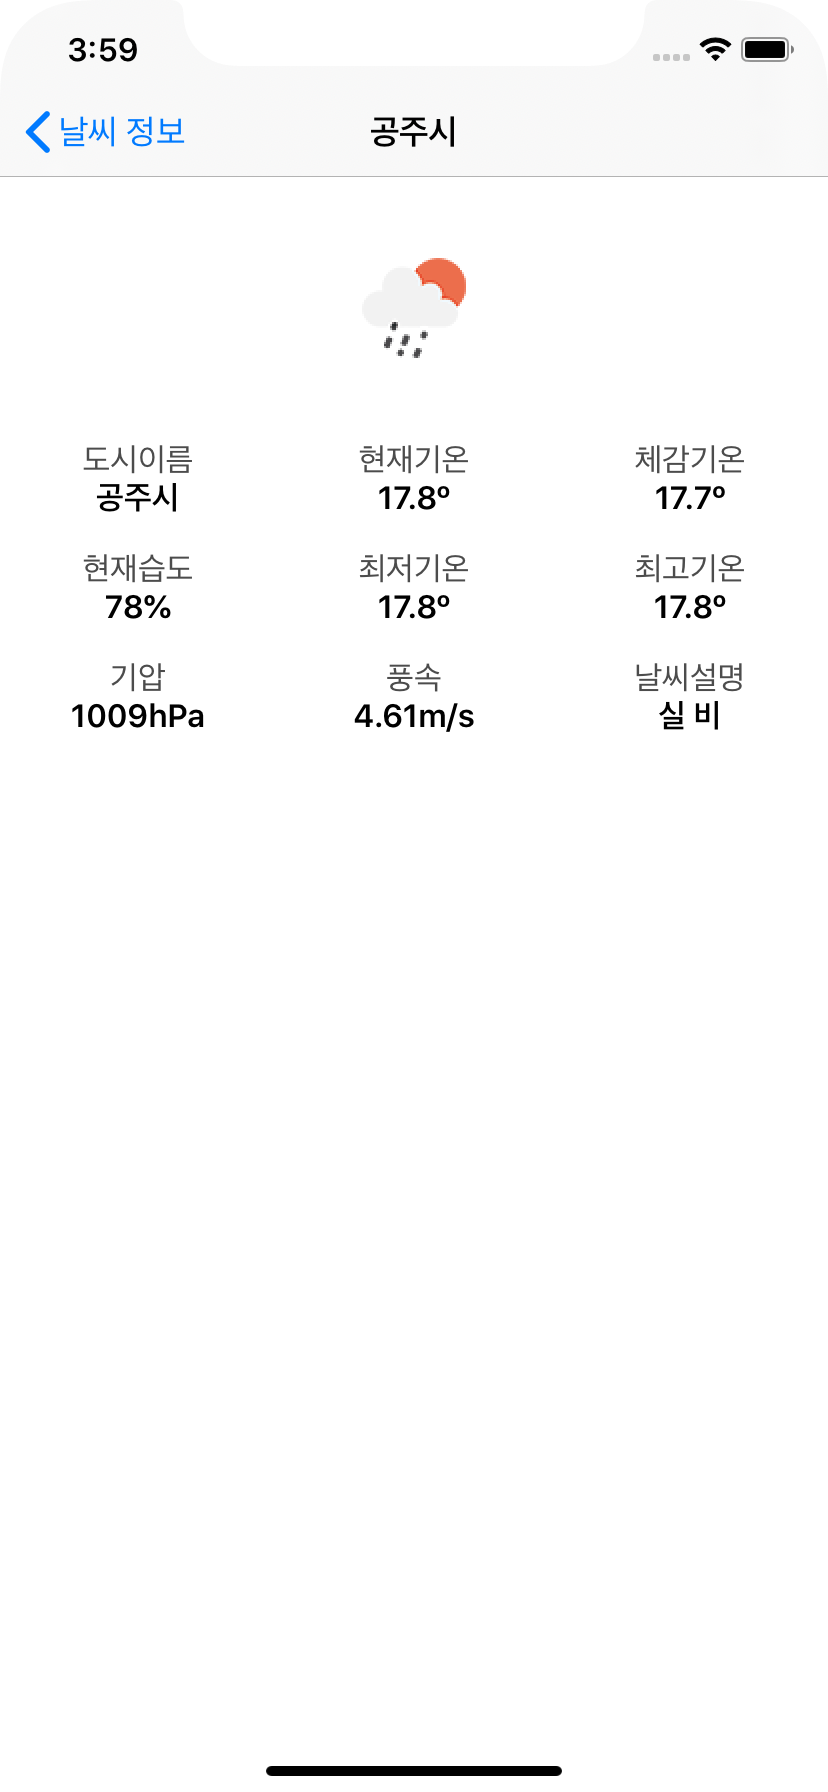 3:59
날씨 정보
공주시
도시이름 현재기온 체감기온
공주시 17.8º 17.7º
현재습도 최저기온 최고기온
78% 17.8º 17.8º
기압 풍속 날씨설명
1009hPa 4.61m/s 실 비